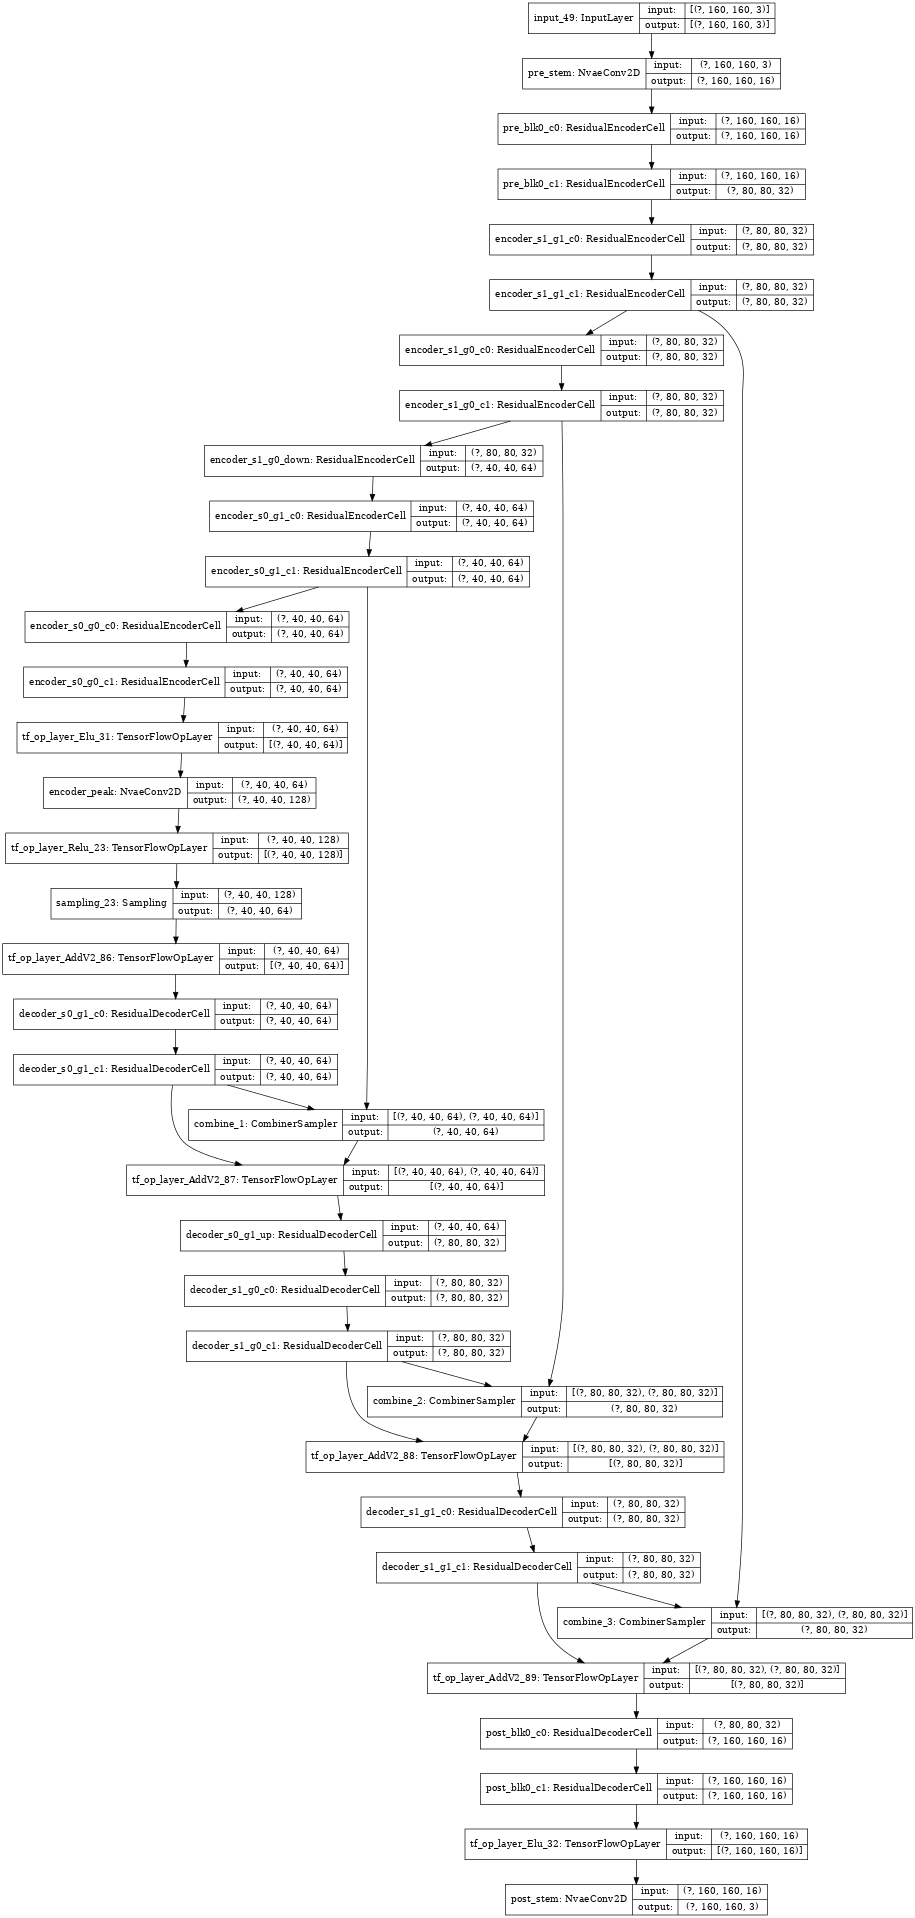 input_49: InputLayer
input: [(?, 160, 160, 3)]
output: [(?, 160, 160, 3)]
pre_stem: NvaeConv2D
input: (?, 160, 160, 3)
output: (?, 160, 160, 16)
pre_blk0_c0: ResidualEncoderCell
input: (?, 160, 160, 16)
output: (?, 160, 160, 16)
pre_blk0_c1: ResidualEncoderCell
input: (?, 160, 160, 16)
output: (?, 80, 80, 32)
encoder_s1_g1_c0: ResidualEncoderCell
input: (?, 80, 80, 32)
output: (?, 80, 80, 32)
encoder_s1_g1_c1: ResidualEncoderCell
input: (?, 80, 80, 32)
output: (?, 80, 80, 32)
encoder_s1_g0_c0: ResidualEncoderCell
input: (?, 80, 80, 32)
output: (?, 80, 80, 32)
encoder_s1_g0_c1: ResidualEncoderCell
input: (?, 80, 80, 32)
output: (?, 80, 80, 32)
encoder_s1_g0_down: ResidualEncoderCell
input: (?, 80, 80, 32)
output: (?, 40, 40, 64)
encoder_s0_g1_c0: ResidualEncoderCell
input: (?, 40, 40, 64)
output: (?, 40, 40, 64)
encoder_s0_g1_c1: ResidualEncoderCell
input: (?, 40, 40, 64)
output: (?, 40, 40, 64)
encoder_s0_g0_c0: ResidualEncoderCell
input: (?, 40, 40, 64)
output: (?, 40, 40, 64)
encoder_s0_g0_c1: ResidualEncoderCell
input: (?, 40, 40, 64)
output: (?, 40, 40, 64)
tf_op_layer_Elu_31: TensorFlowOpLayer
input: (?, 40, 40, 64)
output: [(?, 40, 40, 64)]
encoder_peak: NvaeConv2D
input: (?, 40, 40, 64)
output: (?, 40, 40, 128)
tf_op_layer_Relu_23: TensorFlowOpLayer
input: (?, 40, 40, 128)
output: [(?, 40, 40, 128)]
sampling_23: Sampling
input: (?, 40, 40, 128)
output: (?, 40, 40, 64)
tf_op_layer_AddV2_86: TensorFlowOpLayer
input: (?, 40, 40, 64)
output: [(?, 40, 40, 64)]
decoder_s0_g1_c0: ResidualDecoderCell
input: (?, 40, 40, 64)
output: (?, 40, 40, 64)
decoder_s0_g1_c1: ResidualDecoderCell
input: (?, 40, 40, 64)
output: (?, 40, 40, 64)
combine_1: CombinerSampler
input: [(?, 40, 40, 64), (?, 40, 40, 64)]
output: (?, 40, 40, 64)
tf_op_layer_AddV2_87: TensorFlowOpLayer
input: [(?, 40, 40, 64), (?, 40, 40, 64)]
output: [(?, 40, 40, 64)]
decoder_s0_g1_up: ResidualDecoderCell
input: (?, 40, 40, 64)
output: (?, 80, 80, 32)
decoder_s1_g0_c0: ResidualDecoderCell
input: (?, 80, 80, 32)
output: (?, 80, 80, 32)
decoder_s1_g0_c1: ResidualDecoderCell
input: (?, 80, 80, 32)
output: (?, 80, 80, 32)
combine_2: CombinerSampler
input: [(?, 80, 80, 32), (?, 80, 80, 32)]
output: (?, 80, 80, 32)
tf_op_layer_AddV2_88: TensorFlowOpLayer
input: [(?, 80, 80, 32), (?, 80, 80, 32)]
output: [(?, 80, 80, 32)]
decoder_s1_g1_c0: ResidualDecoderCell
input: (?, 80, 80, 32)
output: (?, 80, 80, 32)
decoder_s1_g1_c1: ResidualDecoderCell
input: (?, 80, 80, 32)
output: (?, 80, 80, 32)
combine_3: CombinerSampler
input: [(?, 80, 80, 32), (?, 80, 80, 32)]
output: (?, 80, 80, 32)
tf_op_layer_AddV2_89: TensorFlowOpLayer
input: [(?, 80, 80, 32), (?, 80, 80, 32)]
output: [(?, 80, 80, 32)]
post_blk0_c0: ResidualDecoderCell
input: (?, 80, 80, 32)
output: (?, 160, 160, 16)
post_blk0_c1: ResidualDecoderCell
input: (?, 160, 160, 16)
output: (?, 160, 160, 16)
tf_op_layer_Elu_32: TensorFlowOpLayer
input: (?, 160, 160, 16)
output: [(?, 160, 160, 16)]
post_stem: NvaeConv2D
input: (?, 160, 160, 16)
output: (?, 160, 160, 3)